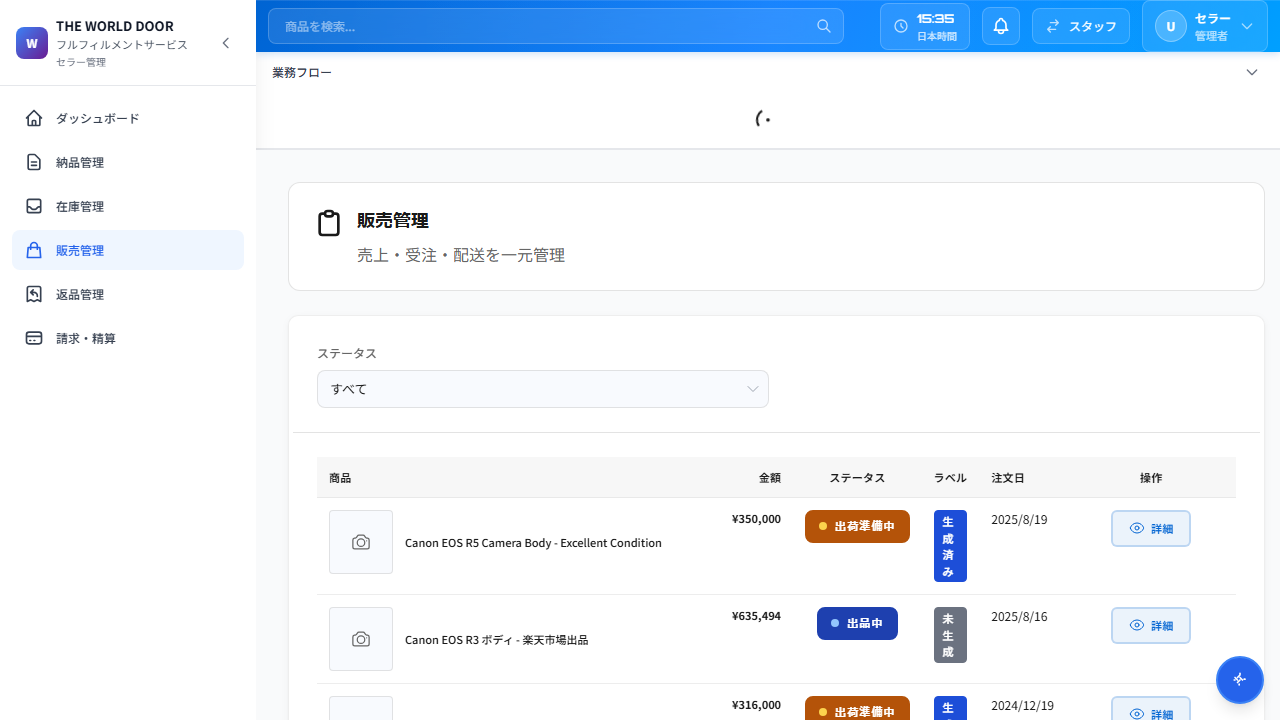 W
THE WORLD DOOR
フルフィルメントサービス
セラー管理
ダッシュボード
納品管理
在庫管理
販売管理
返品管理
請求・精算
商品を検索...
15:35
日本時間
スタッフ
U
セラー
管理者
業務フロー
販売管理
売上・受注・配送を一元管理
ステータス
すべて
商品 金額 ステータス ラベル 注文日 操作
Canon EOS R5 Camera Body - Excellent Condition ¥350,000 出荷準備中 生成済み 2025/8/19 詳細
Canon EOS R3 ボディ - 楽天市場出品 ¥635,494 出品中 未生成 2025/8/16 詳細
¥316,000 出荷準備中 生 2024/12/19 詳細